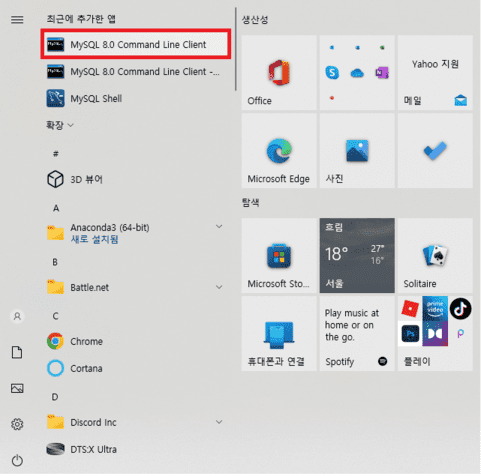 최근에 추가한 앱
MySQL 8.0 Command Line Client
MySQL 8.0 Command Line Client -...
MySQL Shell
확장
#
3D 뷰어
A
Anaconda3 (64-bit)
새로 설치됨
B
Battle.net
C
Chrome
Cortana
D
Discord Inc
DTS:X Ultra
생산성
Office
Yahoo 지원
메일
Microsoft Edge
사진
탐색
Microsoft Sto...
흐림
18°
27°
16°
서울
Solitaire
휴대폰과 연결
Play music at
home or on
the go.
Spotify
prime
video
Ps
플레이